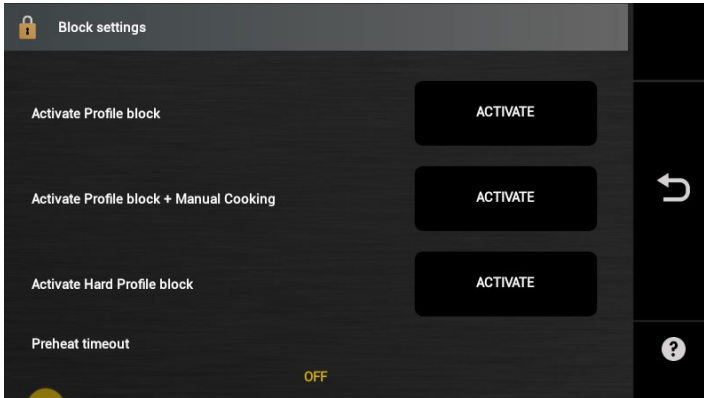 Block settings
Activate Profile block
ACTIVATE
Activate Profile block + Manual Cooking
ACTIVATE
Activate Hard Profile block
ACTIVATE
Preheat timeout
?
OFF